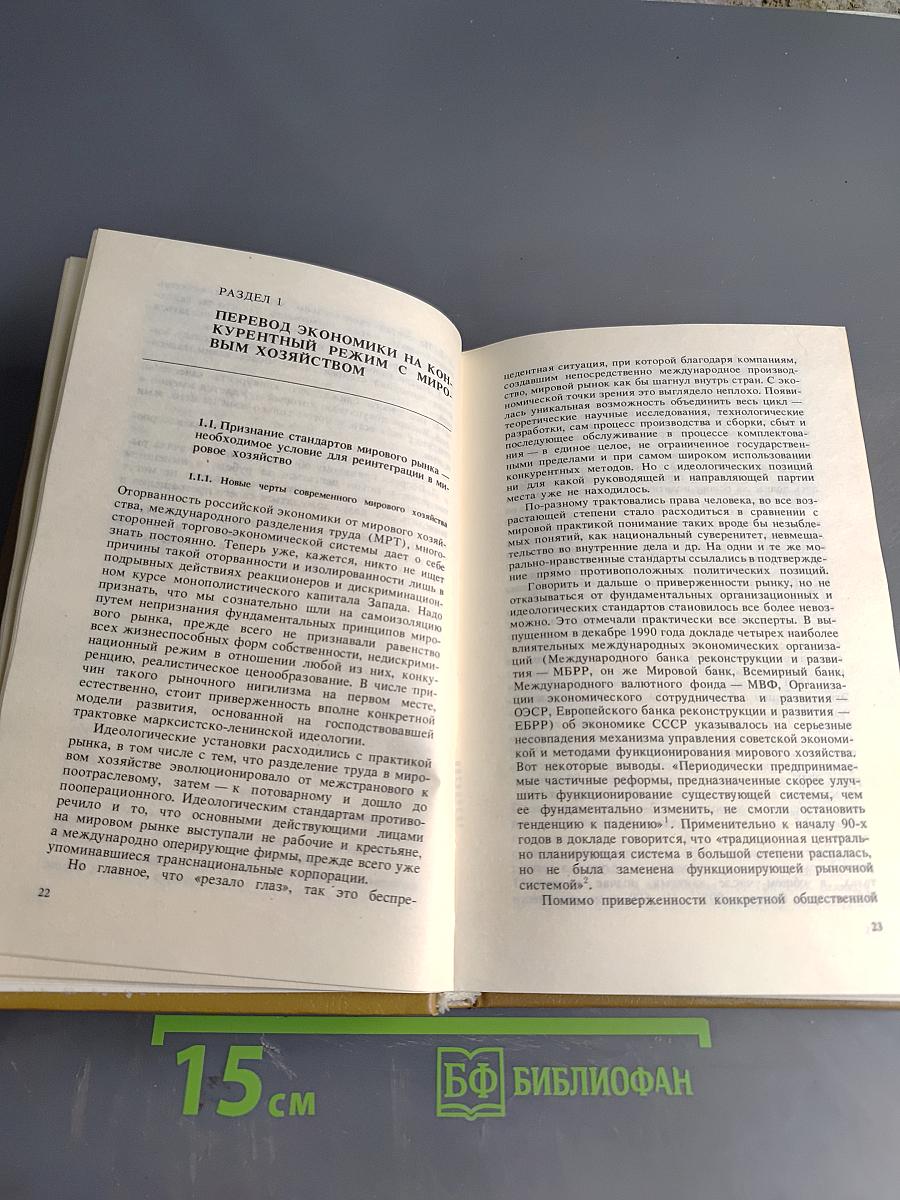 РАЗДЕЛ 1
ПЕРЕВОД ЭКОНОМИКИ НА КОН-
КУРЕНТНЫЙ РЕЖИМ С МИРО-
ВЫМ ХОЗЯЙСТВОМ
1.1. Признание стандартов мирового рынка —
необходимое условие для реинтеграции в ми-
ровое хозяйство
1.1.1. Новые черты современного мирового хозяйства
Оторванность российской экономики от мирового хозяй-
ства, международного разделения труда (МРТ), много-
сторонней торгово-экономической системы дает о себе
знать постоянно. Теперь уже, кажется, никто не ищет
причины такой оторванности и изолированности лишь в
подрывных действиях реакционеров и дискриминацион-
ном курсе монополистического капитала Запада. Надо
признать, что мы сознательно шли на самоизоляцию
путем непризнания фундаментальных принципов миро-
вого рынка, прежде всего не признавали равенство
всех жизнеспособных форм собственности, недискрими-
национный режим в отношении любой из них, конку-
ренцию, реалистическое ценообразование. В числе при-
чин такого рыночного нигилизма на первом месте,
естественно, стоит приверженность вполне конкретной
модели развития, основанной на господствовавшей
трактовке марксистско-ленинской идеологии.
Идеологические установки расходились с практикой
рынка, в том числе с тем, что разделение труда в миро-
вом хозяйстве эволюционировало от межстранового к
поотраслевому, затем — к потоварному и дошло до
пооперационного. Идеологическим стандартам противо-
речило и то, что основными действующими лицами
на мировом рынке выступали не рабочие и крестьяне,
а международно оперирующие фирмы, прежде всего уже
упоминавшиеся транснациональные корпорации.
Но главное, что «резало глаз», так это беспре-
22
цедентная ситуация, при которой благодаря компаниям,
создавшим непосредственно международное производ-
ство, мировой рынок как бы шагнул внутрь стран. С эко-
номической точки зрения это выглядело неплохо. Появи-
лась уникальная возможность объединить весь цикл —
теоретические научные исследования, технологические
разработки, сам процесс производства и сборки, сбыт и
последующее обслуживание в процессе комплектова-
ния — в единое целое, не ограниченное государствен-
ными пределами и при самом широком использовании
конкурентных методов. Но с идеологических позиций
ни для какой руководящей и направляющей партии
места уже не находилось.
По-разному трактовались права человека, во все воз-
растающей степени стало расходиться в сравнении с
мировой практикой понимание таких вроде бы незыбле-
мых понятий, как национальный суверенитет, невмеша-
тельство во внутренние дела и др. На одни и те же мо-
рально-нравственные стандарты ссылались в подтвержде-
ние прямо противоположных политических позиций.
Говорить и дальше о приверженности рынку, но не
отказываться от фундаментальных организационных и
идеологических стандартов становилось все более невоз-
можно. Это отмечали практически все эксперты. В вы-
пущенном в декабре 1990 года докладе четырех наиболее
влиятельных международных экономических организа-
ций (Международного банка реконструкции и разви-
тия — МБРР, он же Мировой банк, Всемирный банк,
Международного валютного фонда — МВФ, Организа-
ции экономического сотрудничества и развития —
ОЭСР, Европейского банка реконструкции и развития —
ЕБРР) об экономике СССР указывалось на серьезные
несовпадения механизма управления советской экономи-
кой и методами функционирования мирового хозяйства.
Вот некоторые выводы. «Периодически предпринимае-
мые частичные реформы, предназначенные скорее улуч-
шить функционирование существующей системы, чем
ее фундаментально изменить, не смогли остановить
тенденцию к падению»¹. Применительно к началу 90-х
годов в докладе говорится, что «традиционная централь-
но планирующая система в большой степени распалась,
но не была заменена функционирующей рыночной
системой»².
Помимо приверженности конкретной общественной
23
15 см
БФ БИБЛИОФАН